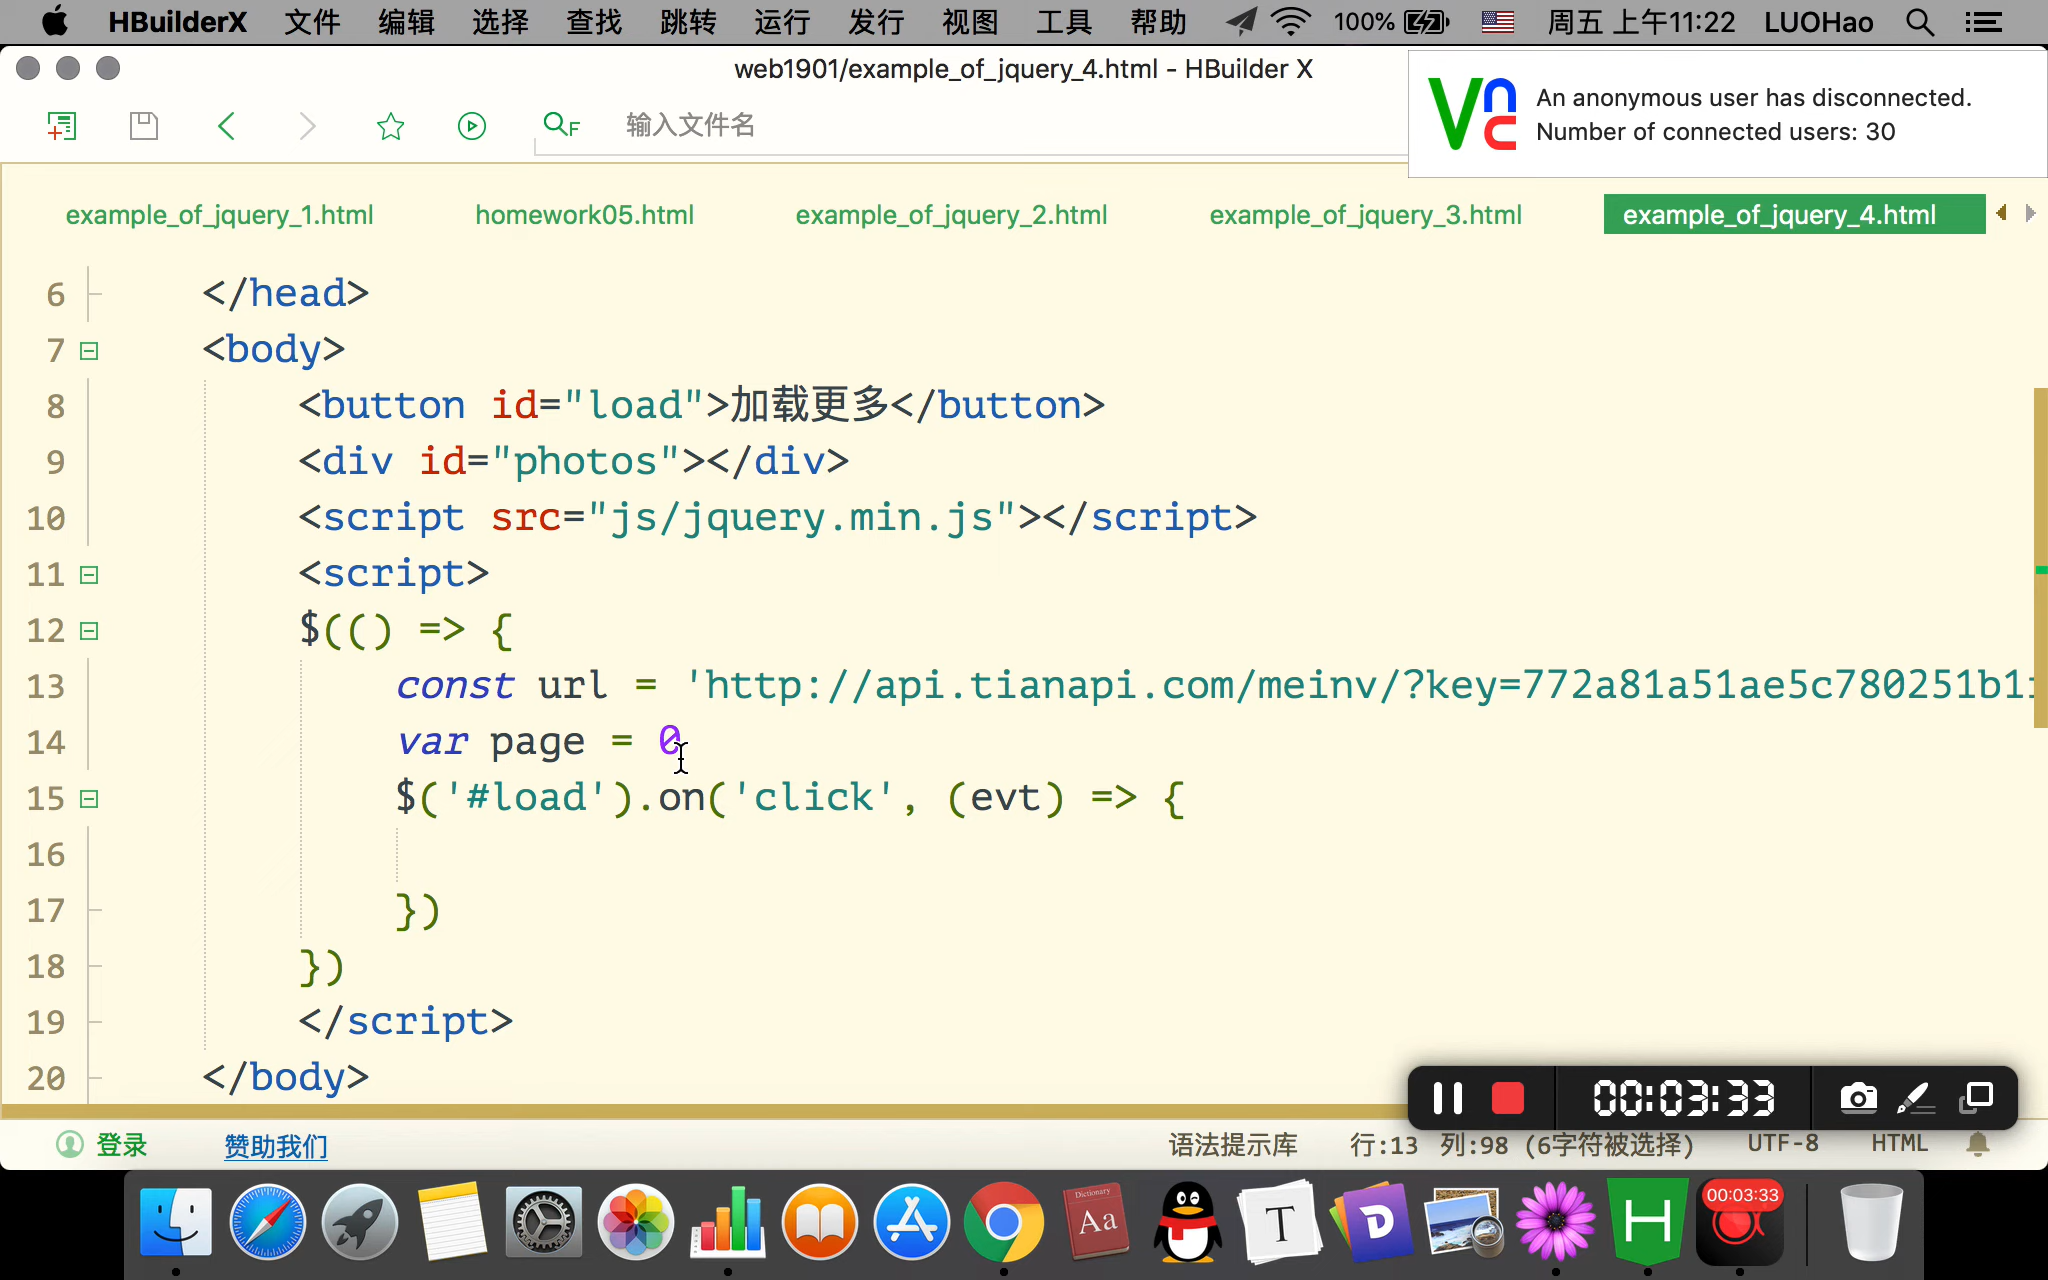 HBuilderX 文件 编辑 选择 查找 跳转 运行 发行 视图 工具 帮助 100% 周五 上午11:22 LUOHao
web1901/example_of_jquery_4.html - HBuilder X
An anonymous user has disconnected.
Number of connected users: 30
输入文件名
example_of_jquery_1.html homework05.html example_of_jquery_2.html example_of_jquery_3.html example_of_jquery_4.html
6 </head>
7 <body>
8 <button id="load">加载更多</button>
9 <div id="photos"></div>
10 <script src="js/jquery.min.js"></script>
11 <script>
12 $(() => {
13 const url = 'http://api.tianapi.com/meinv/?key=772a81a51ae5c780251b1
14 var page = 0
15 $('#load').on('click', (evt) => {
16
17 })
18 })
19 </script>
20 </body>
00:03:33
登录 赞助我们 语法提示库 行:13 列:98 (6字符被选择) UTF-8 HTML
Dictionary
Aa
T
D
H
00:03:33